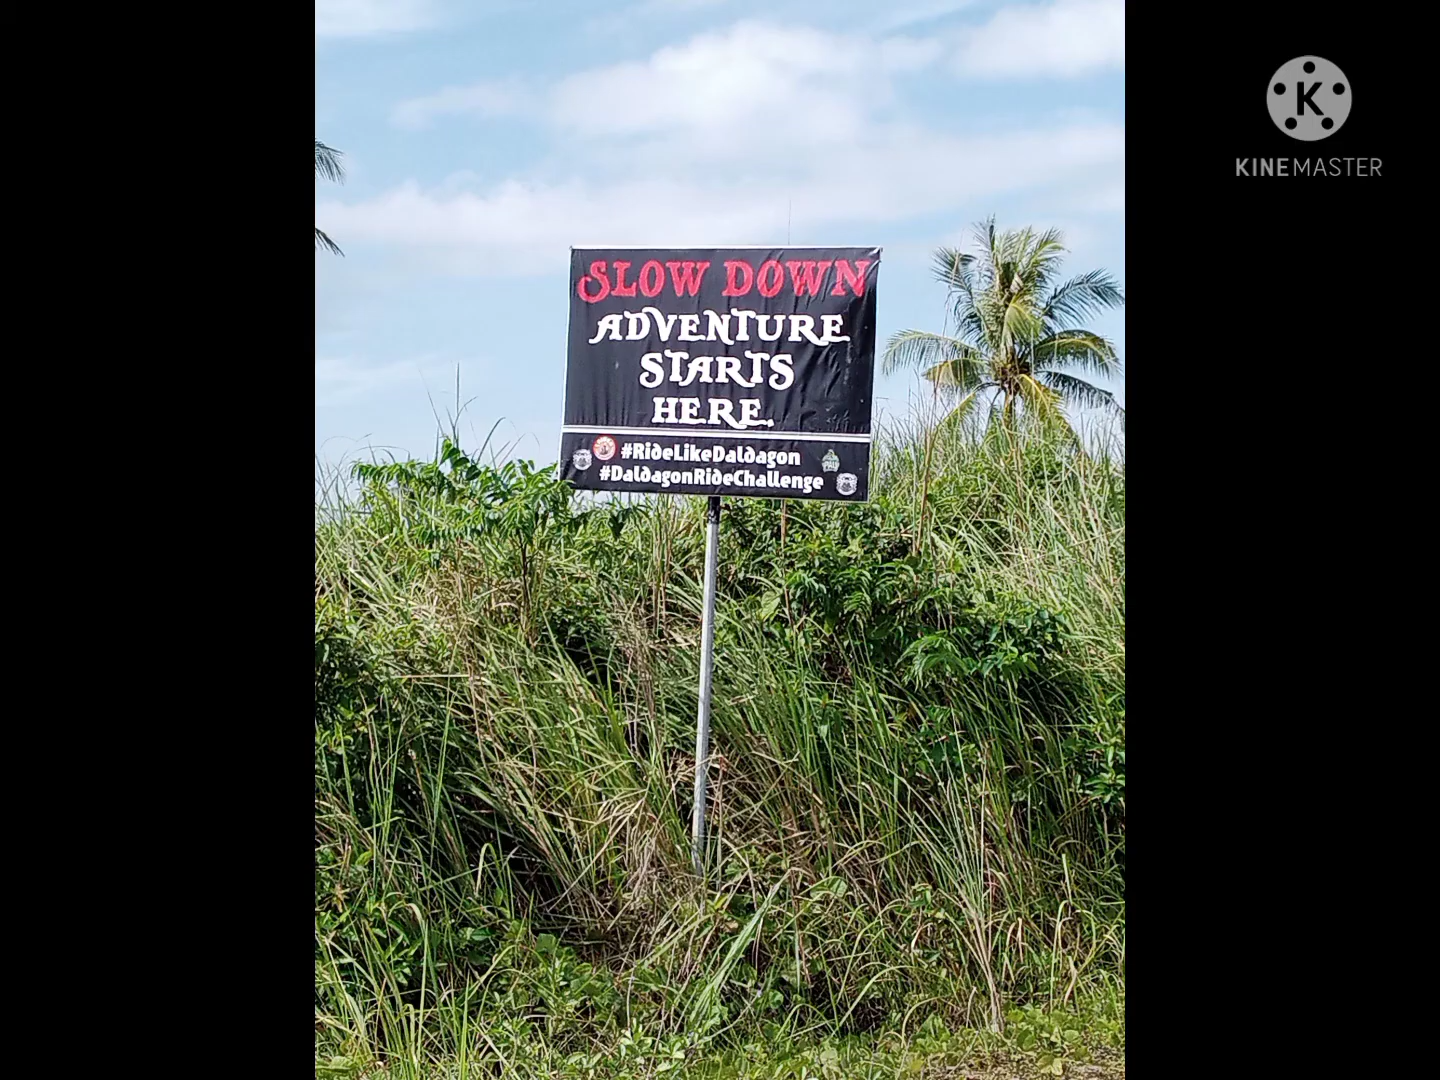 K
KINEMASTER
SLOW DOWN
ADVENTURE
STARTS
HERE.
#RideLikeDaldagon
#DaldagonRideChallenge